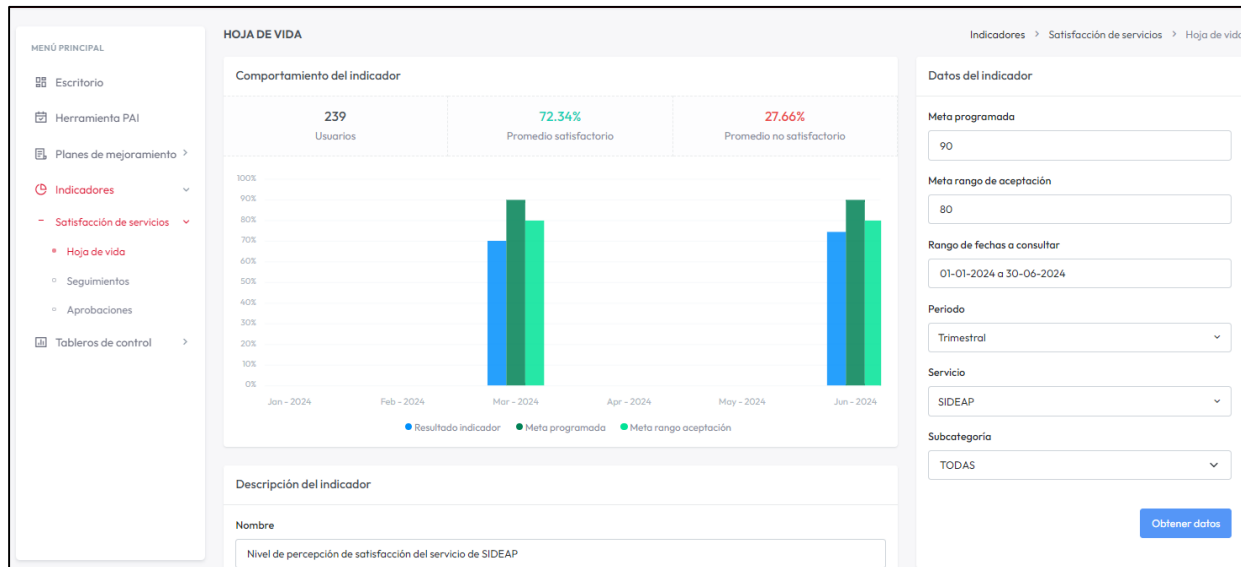 MENÚ PRINCIPAL
Escritorio
Herramienta PAI
Planes de mejoramiento
Indicadores
Satisfacción de servicios
Hoja de vida
Seguimientos
Aprobaciones
Tableros de control
HOJA DE VIDA
Indicadores > Satisfacción de servicios > Hoja de vida
Comportamiento del indicador
239
Usuarios
72.34%
Promedio satisfactorio
27.66%
Promedio no satisfactorio
100%
90%
80%
70%
60%
50%
40%
30%
20%
10%
0%
Jan - 2024 Feb - 2024 Mar - 2024 Apr - 2024 May - 2024 Jun - 2024
Resultado indicador Meta programada Meta rango aceptación
Descripción del indicador
Nombre
Nivel de percepción de satisfacción del servicio de SIDEAP
Datos del indicador
Meta programada
90
Meta rango de aceptación
80
Rango de fechas a consultar
01-01-2024 a 30-06-2024
Periodo
Trimestral
Servicio
SIDEAP
Subcategoría
TODAS
Obtener datos